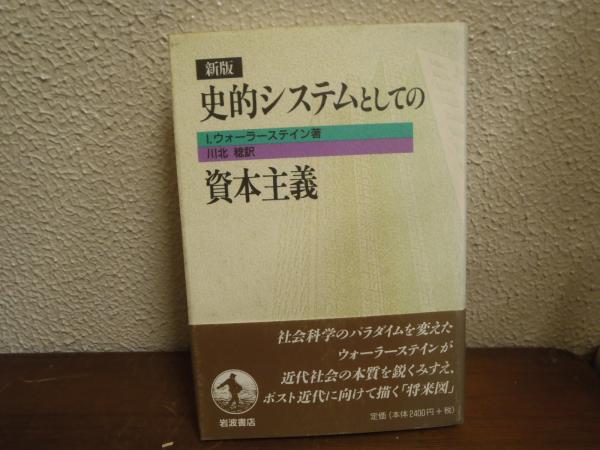 新版
史的システムとしての
I.ウォーラーステイン著
川北 稔訳
資本主義
社会科学のパラダイムを変えた
ウォーラーステインが
近代社会の本質を鋭くみすえ、
ポスト近代に向けて描く「将来図」
岩波書店
定価(本体2400円+税)